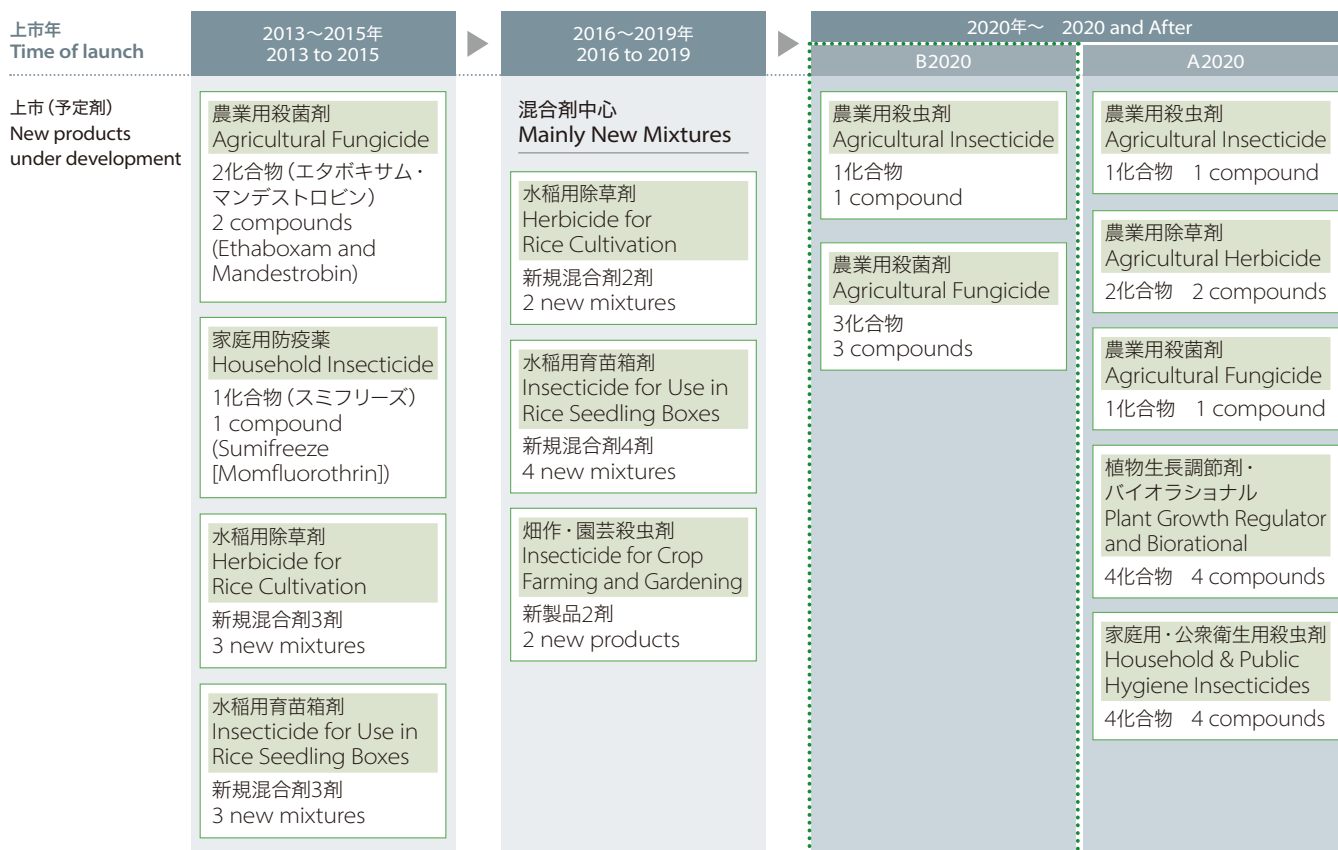 上市年
Time of launch
2013〜2015年
2013 to 2015
2016〜2019年
2016 to 2019
2020年〜 2020 and After
B2020
A2020
上市（予定剤）
New products
under development
農業用殺菌剤
Agricultural Fungicide
2化合物（エタボキサム・
マンデストロビン）
2 compounds
(Ethaboxam and
Mandestrobin)
家庭用防疫薬
Household Insecticide
1化合物（スミフリーズ）
1 compound
(Sumifreeze
[Momfluorothrin])
水稲用除草剤
Herbicide for
Rice Cultivation
新規混合剤3剤
3 new mixtures
水稲用育苗箱剤
Insecticide for Use in
Rice Seedling Boxes
新規混合剤3剤
3 new mixtures
混合剤中心
Mainly New Mixtures
水稲用除草剤
Herbicide for
Rice Cultivation
新規混合剤2剤
2 new mixtures
水稲用育苗箱剤
Insecticide for Use in
Rice Seedling Boxes
新規混合剤4剤
4 new mixtures
畑作・園芸殺虫剤
Insecticide for Crop
Farming and Gardening
新製品2剤
2 new products
農業用殺虫剤
Agricultural Insecticide
1化合物
1 compound
農業用殺菌剤
Agricultural Fungicide
3化合物
3 compounds
農業用殺虫剤
Agricultural Insecticide
1化合物 1 compound
農業用除草剤
Agricultural Herbicide
2化合物 2 compounds
農業用殺菌剤
Agricultural Fungicide
1化合物 1 compound
植物生長調節剤・
バイオラショナル
Plant Growth Regulator
and Biorational
4化合物 4 compounds
家庭用・公衆衛生用殺虫剤
Household & Public
Hygiene Insecticides
4化合物 4 compounds